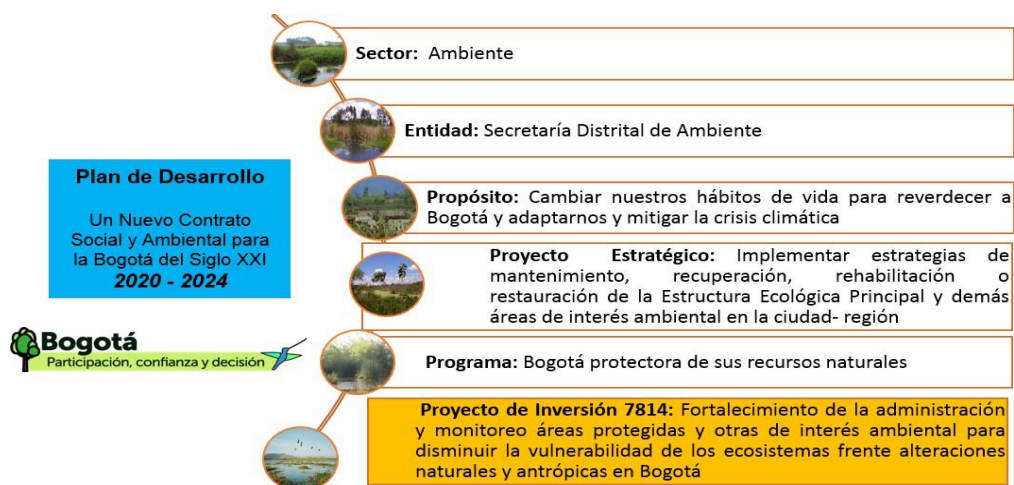 Sector: Ambiente
Entidad: Secretaría Distrital de Ambiente
Plan de Desarrollo
Un Nuevo Contrato
Social y Ambiental para
la Bogotá del Siglo XXI
2020 - 2024
Propósito: Cambiar nuestros hábitos de vida para reverdecer a
Bogotá y adaptarnos y mitigar la crisis climática
Proyecto Estratégico: Implementar estrategias de
mantenimiento, recuperación, rehabilitación o
restauración de la Estructura Ecológica Principal y demás
áreas de interés ambiental en la ciudad- región
Bogotá
Participación, confianza y decisión
Programa: Bogotá protectora de sus recursos naturales
Proyecto de Inversión 7814: Fortalecimiento de la administración
y monitoreo áreas protegidas y otras de interés ambiental para
disminuir la vulnerabilidad de los ecosistemas frente alteraciones
naturales y antrópicas en Bogotá